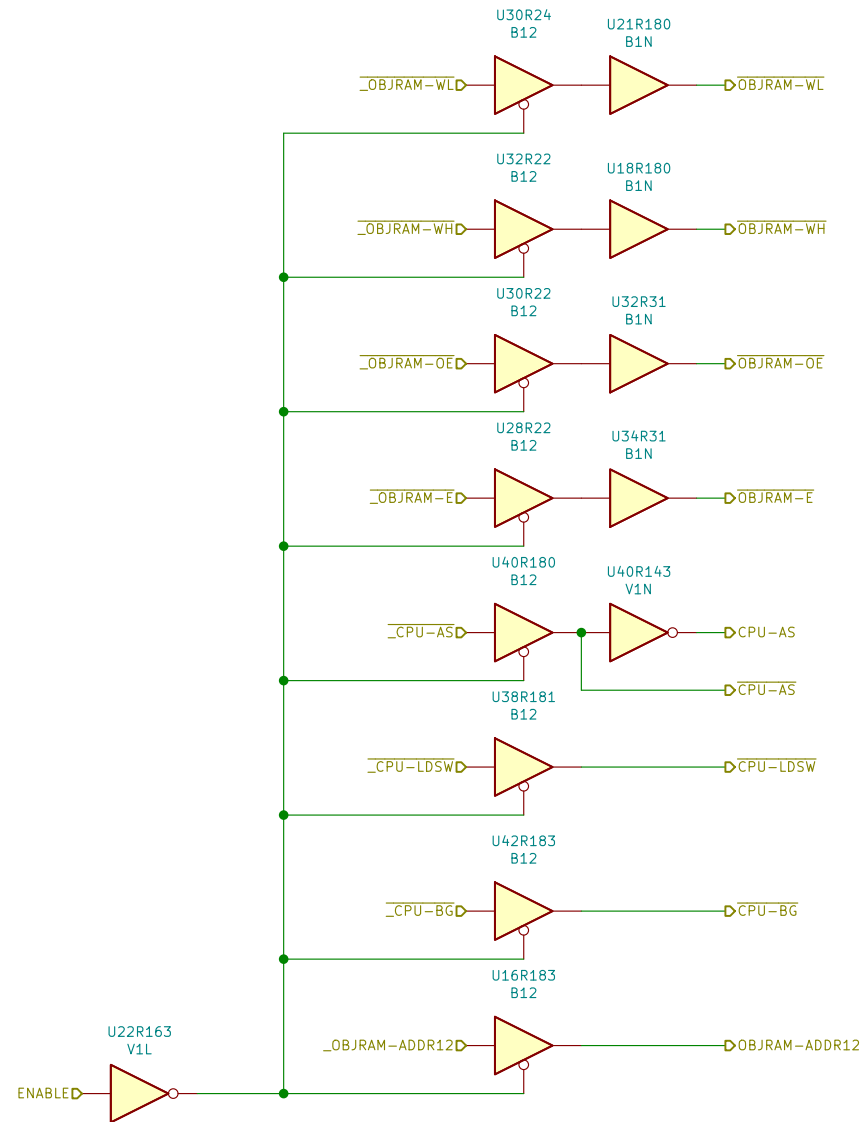 U30R24
B12
U21R180
B1N
_OBJRAM-WL
OBJRAM-WL
U32R22
B12
U18R180
B1N
_OBJRAM-WH
OBJRAM-WH
U30R22
B12
U32R31
B1N
_OBJRAM-OE
OBJRAM-OE
U28R22
B12
U34R31
B1N
_OBJRAM-E
OBJRAM-E
U40R180
B12
U40R143
V1N
_CPU-AS
CPU-AS
CPU-AS
U38R181
B12
_CPU-LDSW
CPU-LDSW
U42R183
B12
_CPU-BG
CPU-BG
U16R183
B12
_OBJRAM-ADDR12
OBJRAM-ADDR12
U22R163
V1L
ENABLE